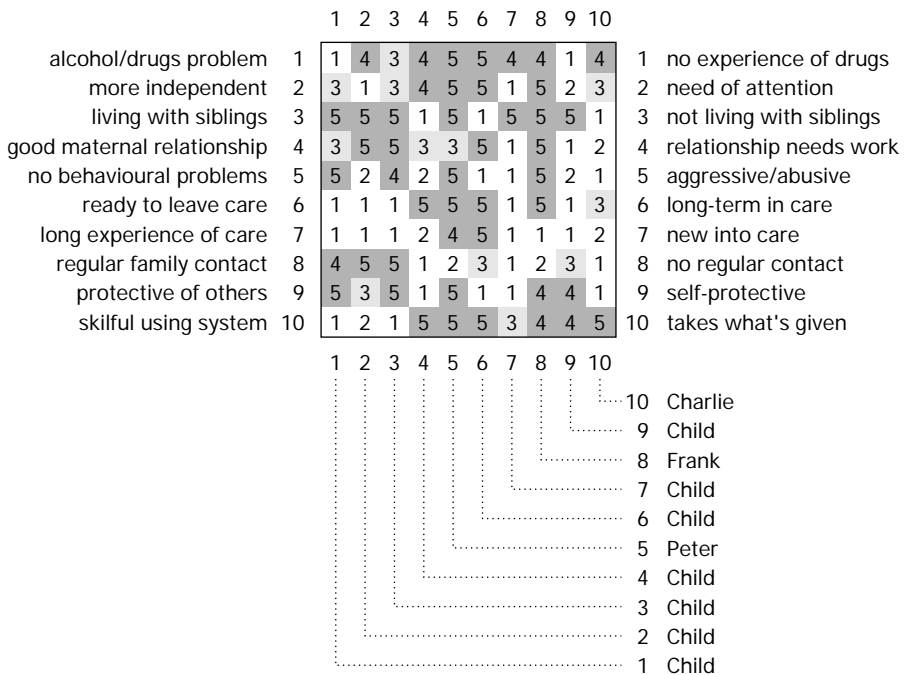 1 2 3 4 5 6 7 8 9 10
alcohol/drugs problem 1 1 4 3 4 5 5 4 4 1 4 1 no experience of drugs
more independent 2 3 1 3 4 5 5 1 5 2 3 2 need of attention
living with siblings 3 5 5 5 1 5 1 5 5 5 1 3 not living with siblings
good maternal relationship 4 3 5 5 3 3 5 1 5 1 2 4 relationship needs work
no behavioural problems 5 5 2 4 2 5 1 1 5 2 1 5 aggressive/abusive
ready to leave care 6 1 1 1 5 5 5 1 5 1 3 6 long-term in care
long experience of care 7 1 1 1 2 4 5 1 1 1 2 7 new into care
regular family contact 8 4 5 5 1 2 3 1 2 3 1 8 no regular contact
protective of others 9 5 3 5 1 5 1 1 4 4 1 9 self-protective
skilful using system 10 1 2 1 5 5 5 3 4 4 5 10 takes what's given
1 2 3 4 5 6 7 8 9 10
10 Charlie
9 Child
8 Frank
7 Child
6 Child
5 Peter
4 Child
3 Child
2 Child
1 Child